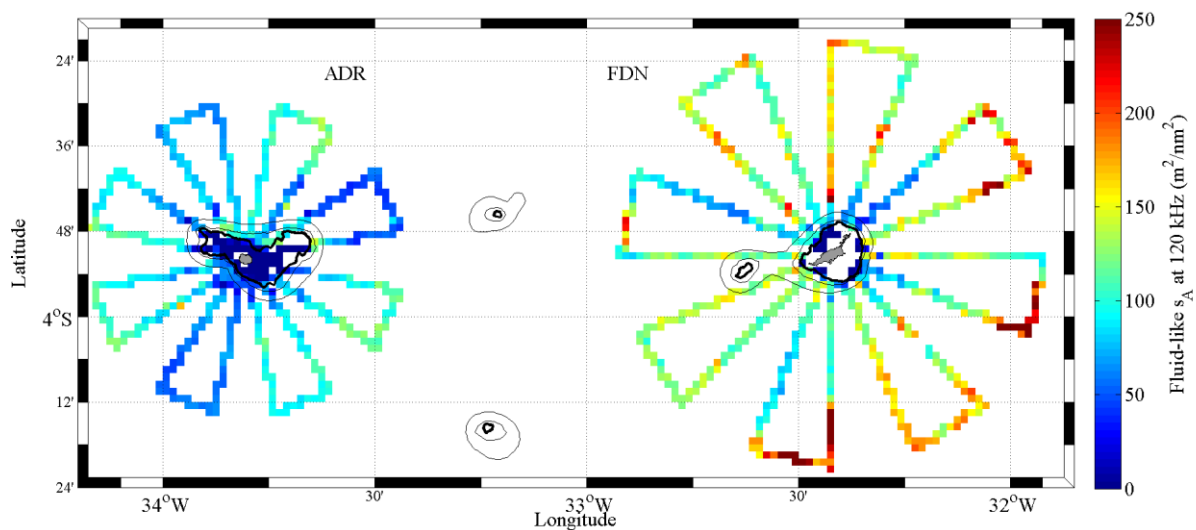 ADR
FDN
24'
36'
48'
4°S
12'
24'
Latitude
34°W
30'
33°W
30'
32°W
Longitude
250
200
150
100
50
0
Fluid-like s_A at 120 kHz (m²/nm²)